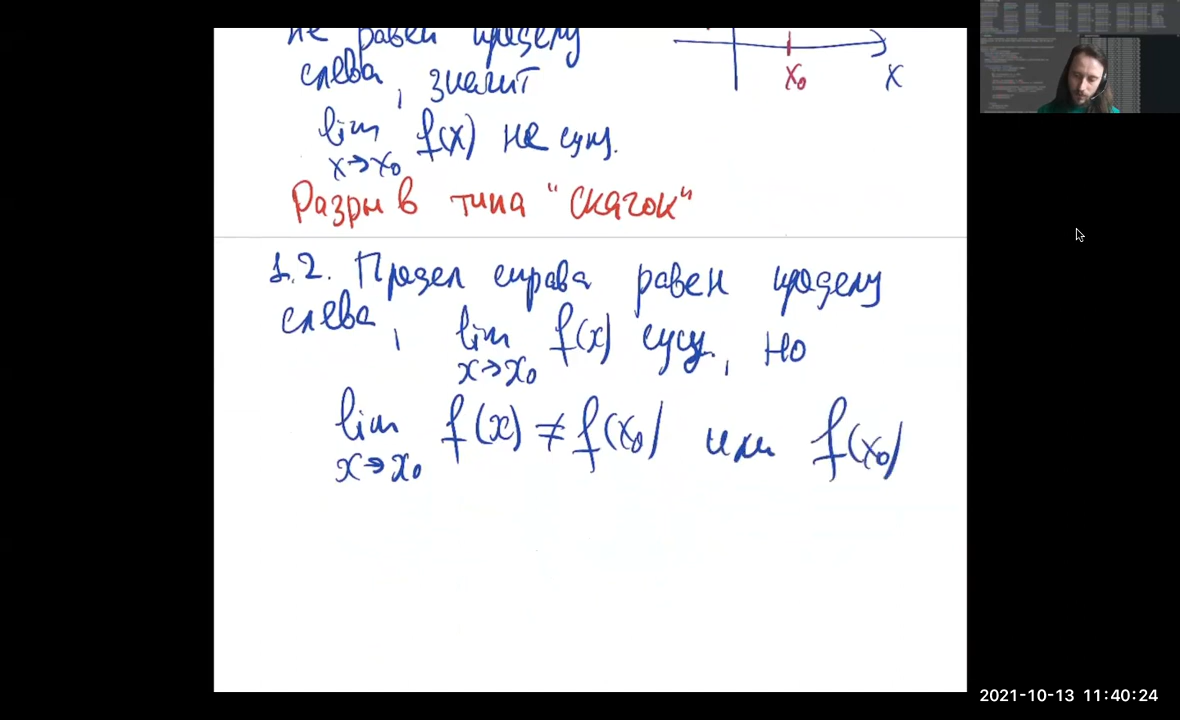 не равен пределу
слева, значит
x₀
x
lim f(x) не сущ.
x→x₀
Разрыв типа "скачок"
1.2. Предел справа равен пределу
слева, lim f(x) сущ., но
x→x₀
lim f(x) ≠ f(x₀) или f(x₀)
x→x₀
2021-10-13 11:40:24